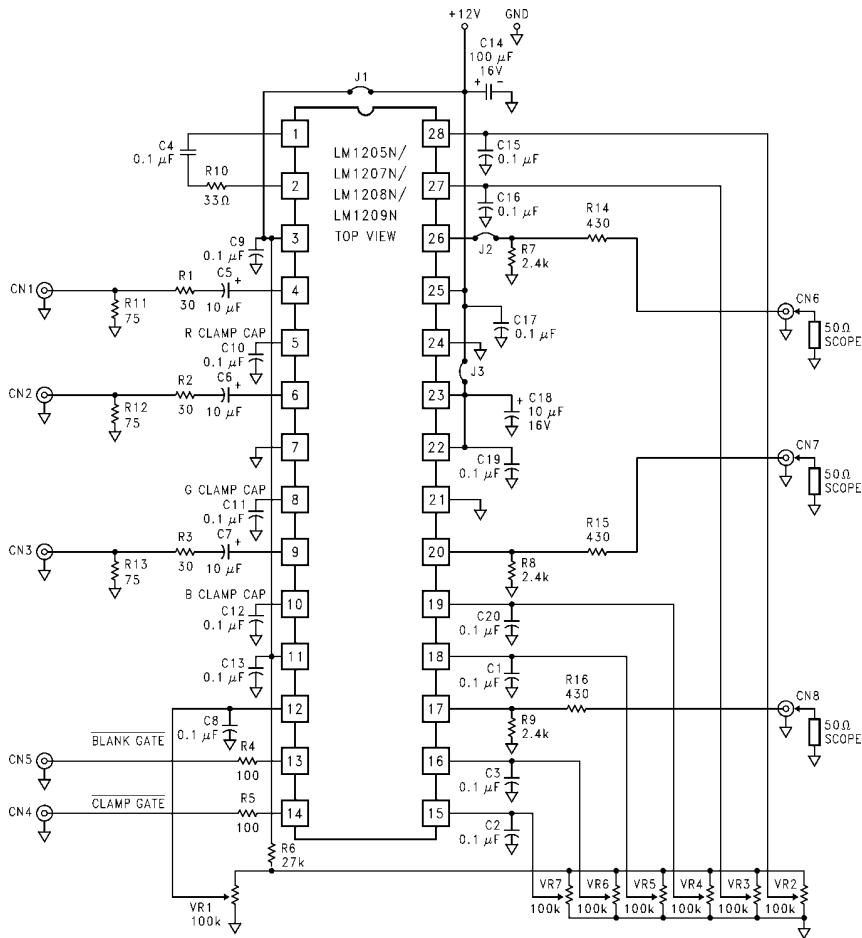 +12V GND
C14
100 μF
16V
+ −
J1
1
28
C4
0.1 μF
C15
0.1 μF
LM1205N/
LM1207N/
LM1208N/
LM1209N
TOP VIEW
R10
33Ω
2
27
C16
0.1 μF
C9
0.1 μF
3
26
J2
R7
2.4k
R14
430
CN1
R11
75
R1
30
C5
+
10 μF
4
25
C17
0.1 μF
CN6
50Ω
SCOPE
R CLAMP CAP
C10
0.1 μF
5
24
J3
CN2
R12
75
R2
30
C6
+
10 μF
6
23
+
C18
10 μF
16V
7
22
C19
0.1 μF
CN7
50Ω
SCOPE
G CLAMP CAP
C11
0.1 μF
8
21
CN3
R13
75
R3
30
C7
+
10 μF
9
20
R8
2.4k
R15
430
B CLAMP CAP
C12
0.1 μF
10
19
C20
0.1 μF
C13
0.1 μF
11
18
C1
0.1 μF
C8
0.1 μF
12
17
R9
2.4k
R16
430
CN8
50Ω
SCOPE
BLANK GATE
CN5
R4
100
13
16
C3
0.1 μF
CLAMP GATE
CN4
R5
100
14
15
C2
0.1 μF
R6
27k
VR1
100k
VR7 VR6 VR5 VR4 VR3 VR2
100k 100k 100k 100k 100k 100k